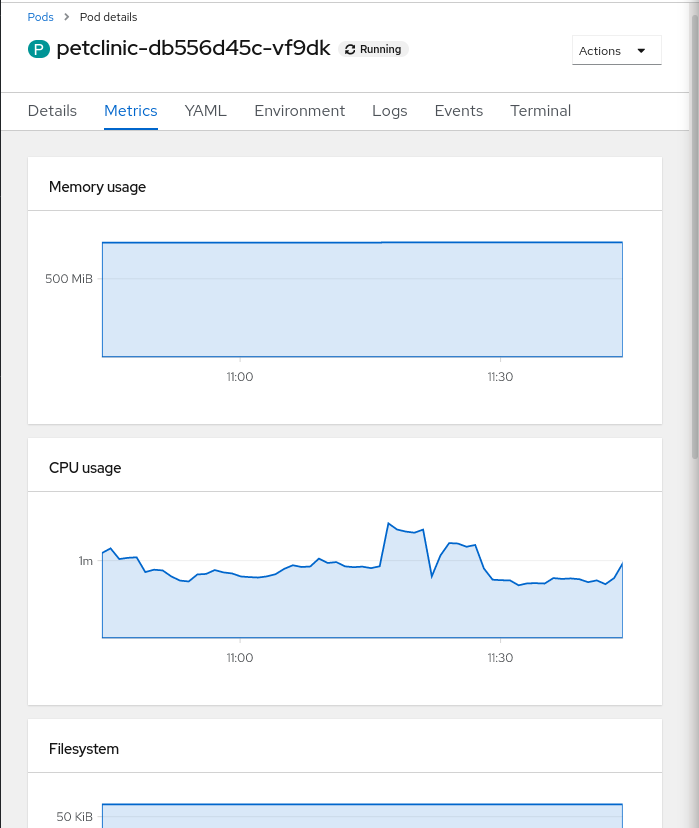 Pods > Pod details
P petclinic-db556d45c-vf9dk Running
Actions
Details Metrics YAML Environment Logs Events Terminal
Memory usage
500 MiB
11:00 11:30
CPU usage
1m
11:00 11:30
Filesystem
50 KiB